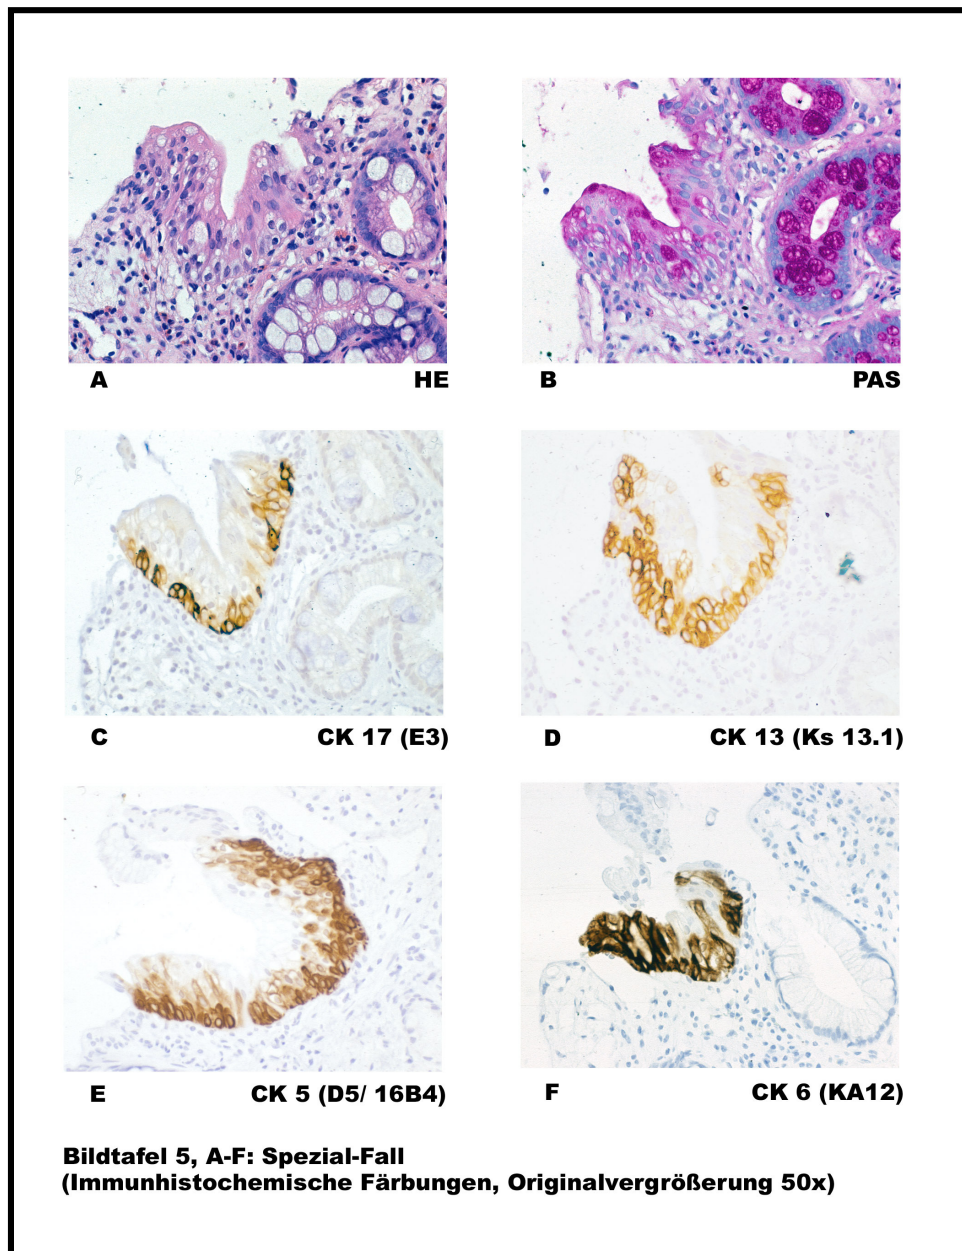 A HE
B PAS
C CK 17 (E3)
D CK 13 (Ks 13.1)
E CK 5 (D5/ 16B4)
F CK 6 (KA12)
Bildtafel 5, A-F: Spezial-Fall
(Immunhistochemische Färbungen, Originalvergrößerung 50x)